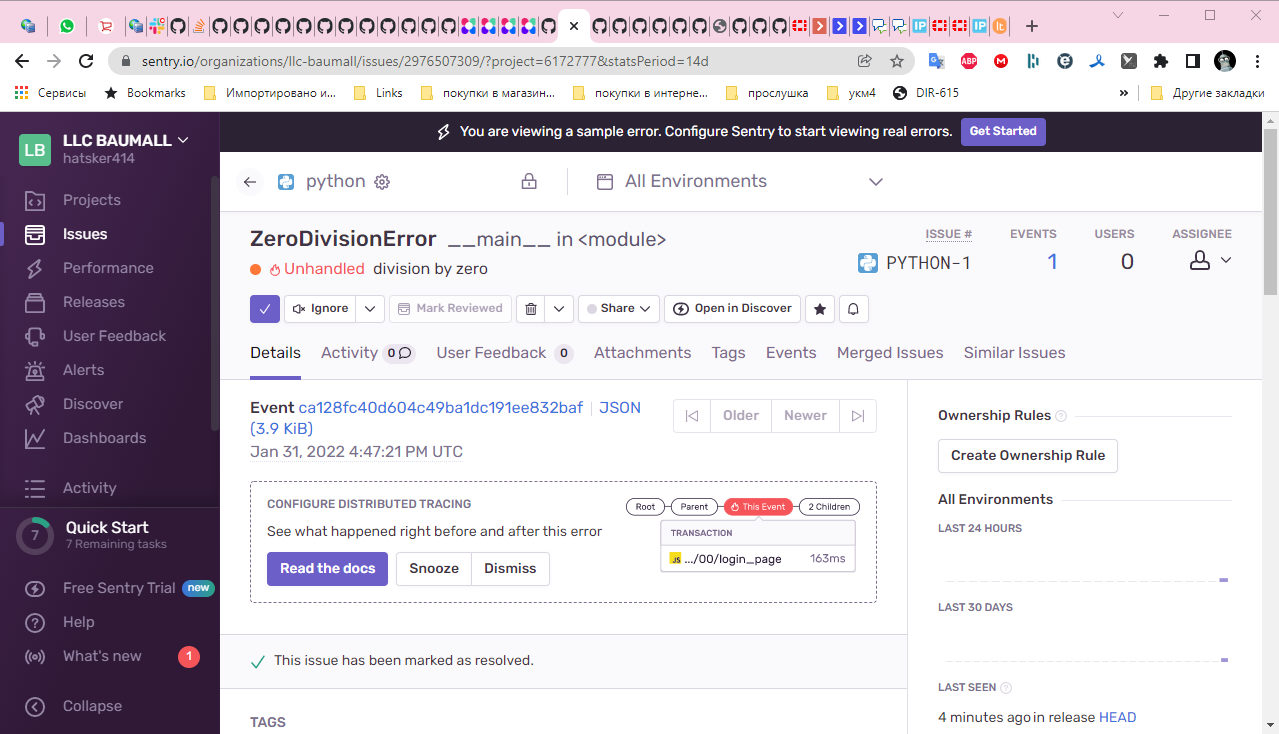 ABP
M
IP
IP
lt
sentry.io/organizations/llc-baumall/issues/2976507309/?project=6172777&statsPeriod=14d
Сервисы
Bookmarks
Импортировано и...
Links
покупки в магазин...
покупки в интерне...
прослушка
укм4
DIR-615
»
Другие закладки
LB
LLC BAUMALL
hatsker414
Projects
Issues
Performance
Releases
User Feedback
Alerts
Discover
Dashboards
Activity
7
Quick Start
7 Remaining tasks
Free Sentry Trial new
Help
What's new 1
Collapse
You are viewing a sample error. Configure Sentry to start viewing real errors. Get Started
python
All Environments
ZeroDivisionError __main__ in <module>
Unhandled division by zero
ISSUE # EVENTS USERS ASSIGNEE
PYTHON-1 1 0
Ignore Mark Reviewed Share Open in Discover
Details Activity 0 User Feedback 0 Attachments Tags Events Merged Issues Similar Issues
Event ca128fc40d604c49ba1dc191ee832baf | JSON
(3.9 KiB)
Jan 31, 2022 4:47:21 PM UTC
Older Newer
CONFIGURE DISTRIBUTED TRACING
See what happened right before and after this error
Read the docs Snooze Dismiss
Root Parent This Event 2 Children
TRANSACTION
JS .../00/login_page 163ms
This issue has been marked as resolved.
TAGS
Ownership Rules ?
Create Ownership Rule
All Environments
LAST 24 HOURS
LAST 30 DAYS
LAST SEEN ?
4 minutes ago in release HEAD